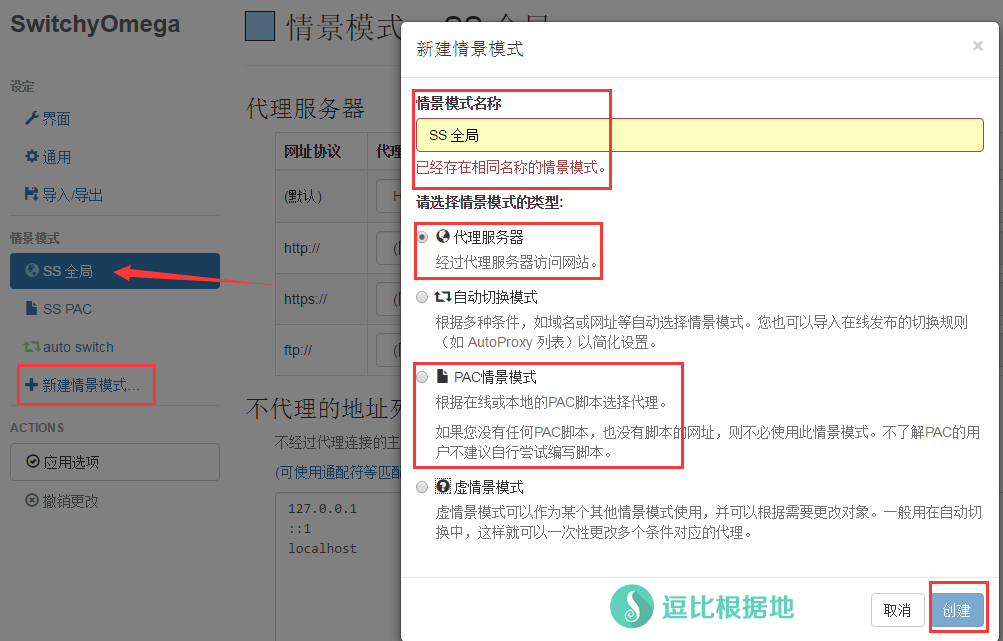 SwitchyOmega
设定
界面
通用
导入/导出
情景模式
SS 全局
SS PAC
auto switch
新建情景模式...
ACTIONS
应用选项
撤销更改
情景模式
SS 全局
代理服务器
网址协议 代理
(默认)
http://
https://
ftp://
不代理的地址列
不经过代理连接的主
(可使用通配符等匹配
127.0.0.1
::1
localhost
新建情景模式
×
情景模式名称
SS 全局
已经存在相同名称的情景模式。
请选择情景模式的类型:
代理服务器
经过代理服务器访问网站。
自动切换模式
根据多种条件，如域名或网址等自动选择情景模式。您也可以导入在线发布的切换规则
（如 AutoProxy 列表）以简化设置。
PAC情景模式
根据在线或本地的PAC脚本选择代理。
如果您没有任何PAC脚本，也没有脚本的网址，则不必使用此情景模式。不了解PAC的用
户不建议自行尝试编写脚本。
虚情景模式
虚情景模式可以作为某个其他情景模式使用，并可以根据需要更改对象。一般用在自动切
换中，这样就可以一次性更改多个条件对应的代理。
逗比根据地
取消
创建